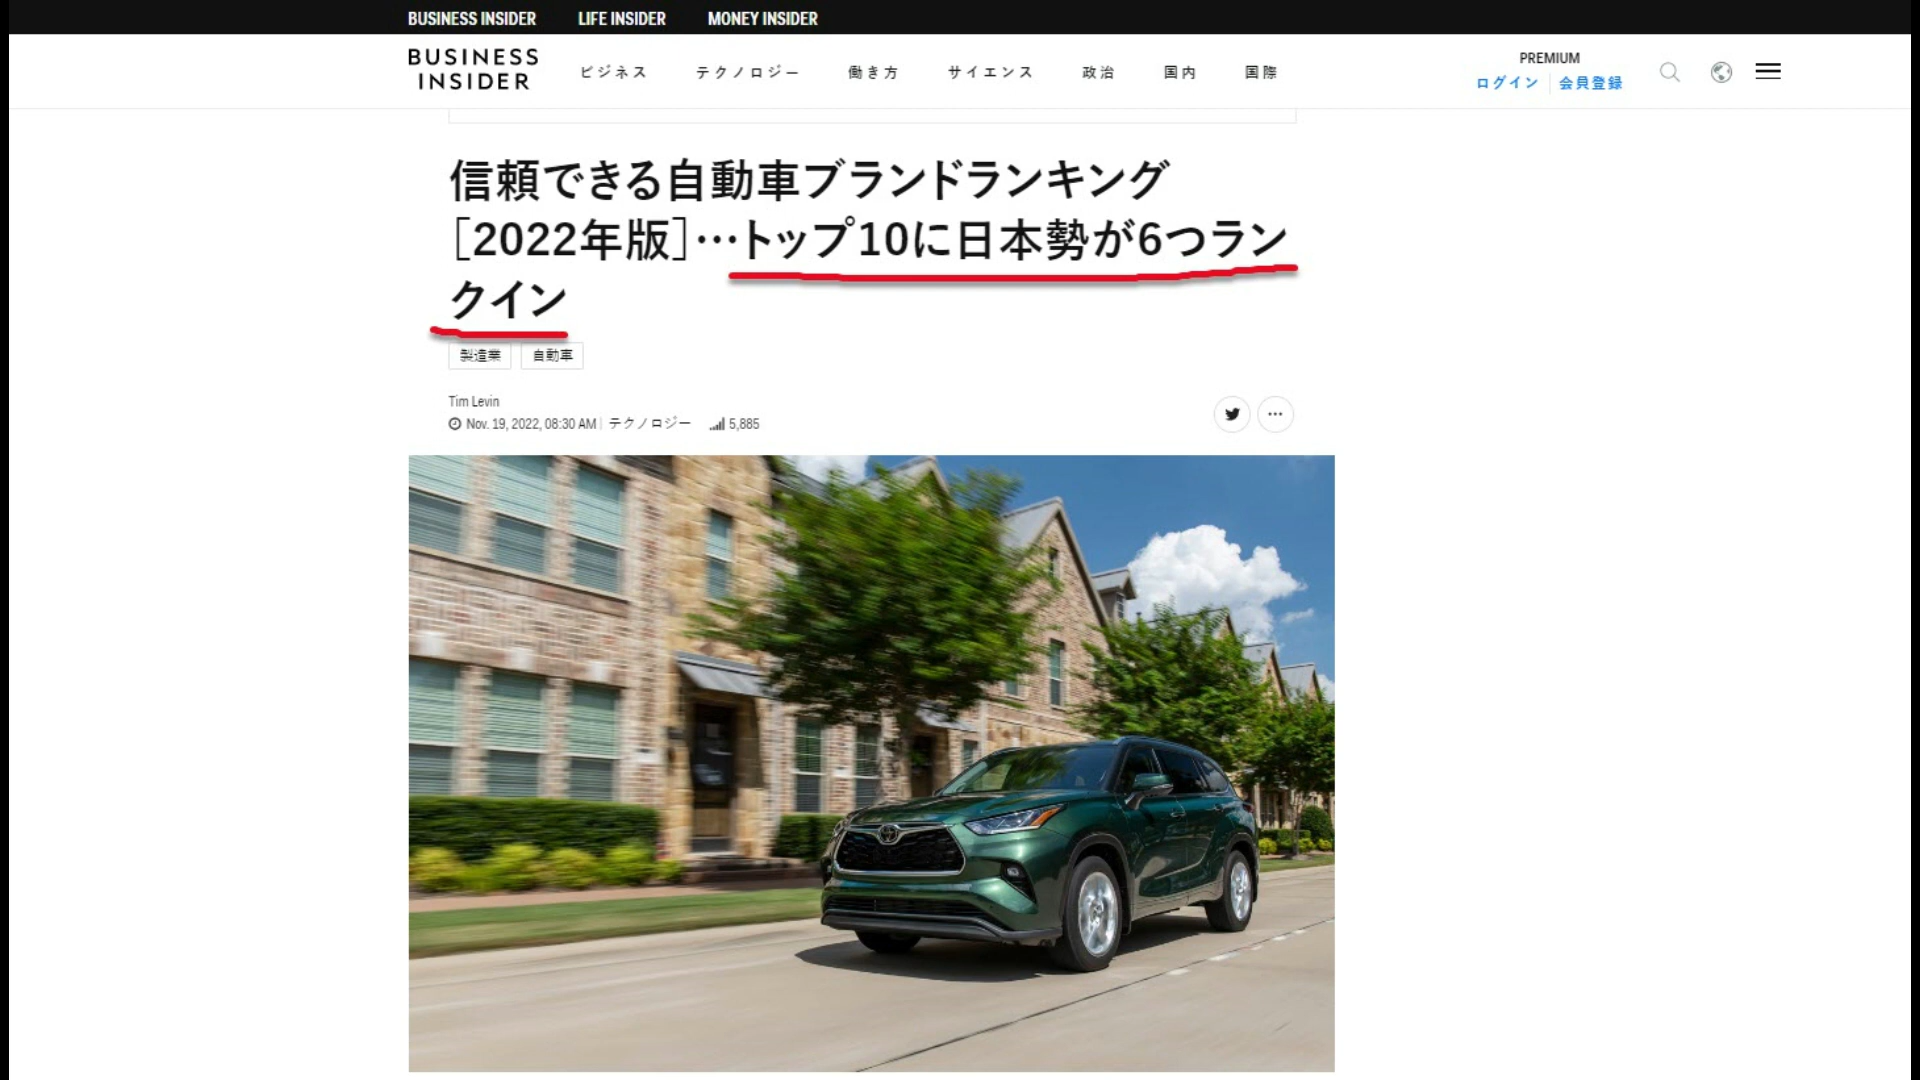 BUSINESS INSIDER LIFE INSIDER MONEY INSIDER
BUSINESS
INSIDER
ビジネス テクノロジー 働き方 サイエンス 政治 国内 国際
PREMIUM
ログイン 会員登録
信頼できる自動車ブランドランキング
［2022年版］…トップ10に日本勢が6つラン
クイン
製造業 自動車
Tim Levin
Nov. 19, 2022, 08:30 AM テクノロジー 5,885